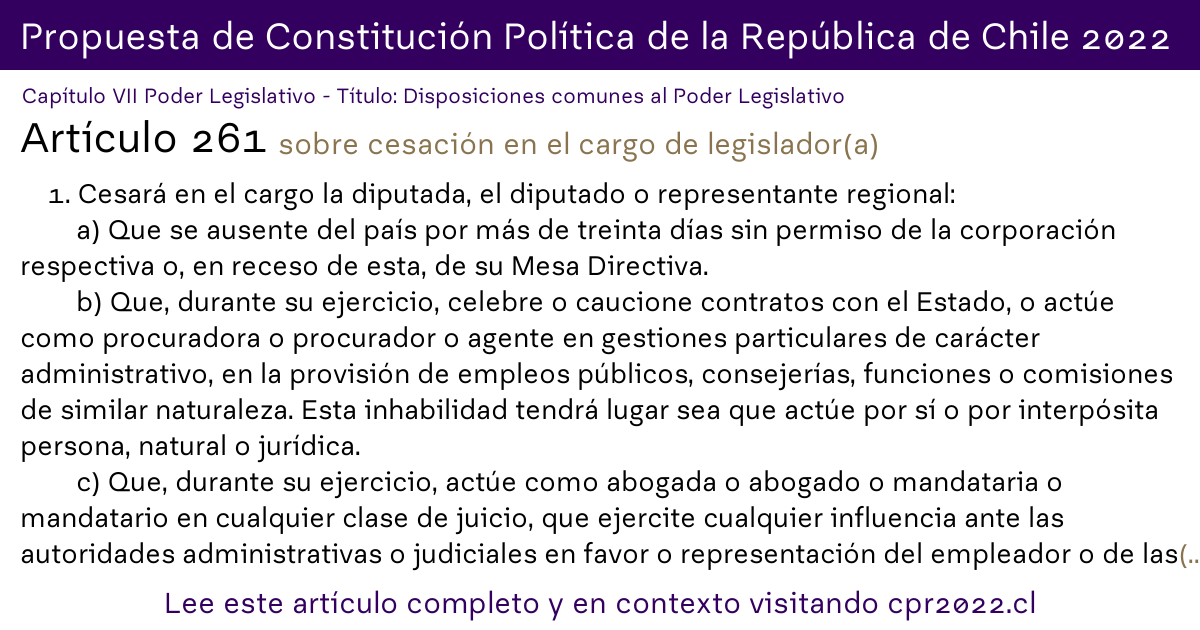 Propuesta de Constitución Política de la República de Chile 2022
Capítulo VII Poder Legislativo - Título: Disposiciones comunes al Poder Legislativo
Artículo 261 sobre cesación en el cargo de legislador(a)
1. Cesará en el cargo la diputada, el diputado o representante regional:
a) Que se ausente del país por más de treinta días sin permiso de la corporación
respectiva o, en receso de esta, de su Mesa Directiva.
b) Que, durante su ejercicio, celebre o caucione contratos con el Estado, o actúe
como procuradora o procurador o agente en gestiones particulares de carácter
administrativo, en la provisión de empleos públicos, consejerías, funciones o comisiones
de similar naturaleza. Esta inhabilidad tendrá lugar sea que actúe por sí o por interpósita
persona, natural o jurídica.
c) Que, durante su ejercicio, actúe como abogada o abogado o mandataria o
mandatario en cualquier clase de juicio, que ejercite cualquier influencia ante las
autoridades administrativas o judiciales en favor o representación del empleador o de las(..
Lee este artículo completo y en contexto visitando cpr2022.cl